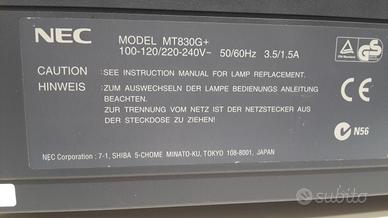 NEC
MODEL MT830G+
100-120/220-240V~ 50/60Hz 3.5/1.5A
CAUTION :SEE INSTRUCTION MANUAL FOR LAMP REPLACEMENT.
HINWEIS :ZUM AUSWECHSELN DER LAMPE BEDIENUNGS ANLEITUNG
BEACHTEN.
ZUR TRENNUNG VOM NETZ IST DER NETZSTECKER AUS
DER STECKDOSE ZU ZIEHEN!
NEC Corporation : 7-1, SHIBA 5-CHOME MINATO-KU, TOKYO 108-8001, JAPAN
GS
CE
N56
subito